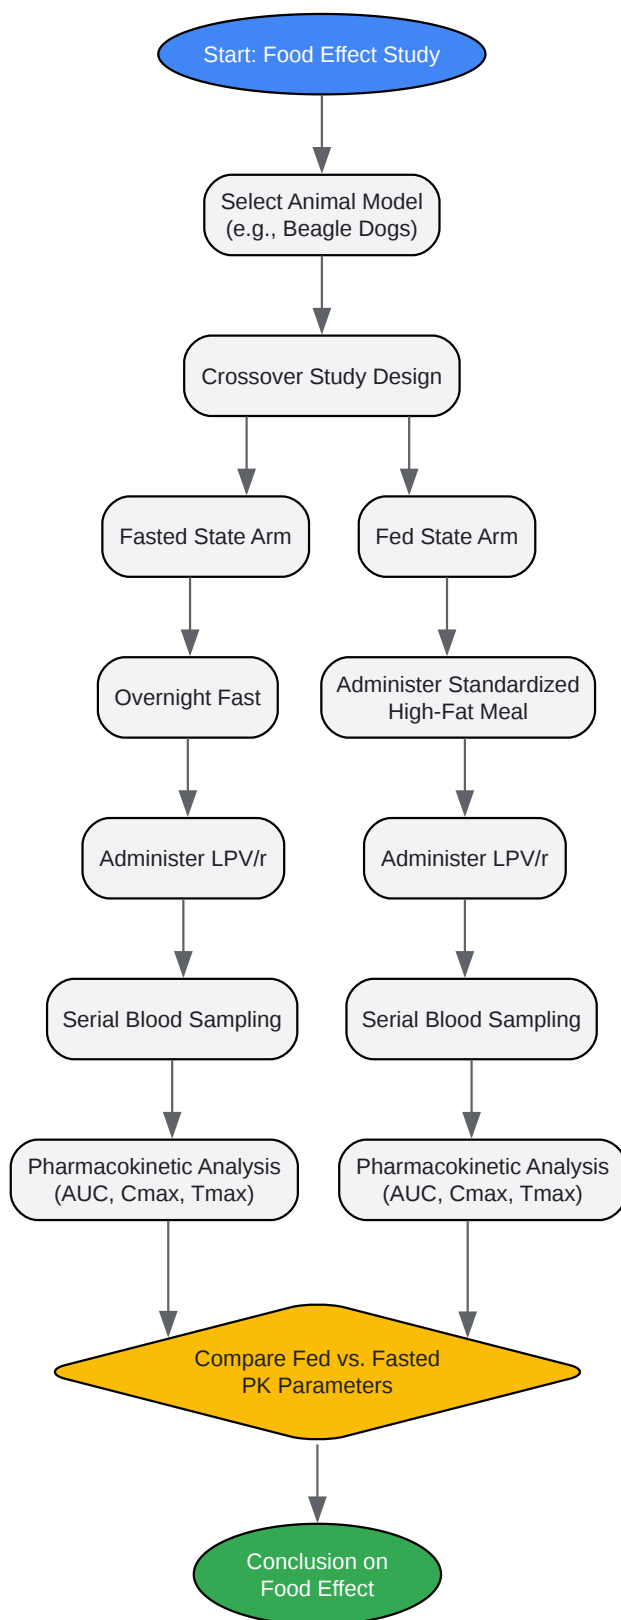 Start: Food Effect Study
Select Animal Model
(e.g., Beagle Dogs)
Crossover Study Design
Fasted State Arm
Fed State Arm
Overnight Fast
Administer Standardized
High-Fat Meal
Administer LPV/r
Administer LPV/r
Serial Blood Sampling
Serial Blood Sampling
Pharmacokinetic Analysis
(AUC, Cmax, Tmax)
Pharmacokinetic Analysis
(AUC, Cmax, Tmax)
Compare Fed vs. Fasted
PK Parameters
Conclusion on
Food Effect